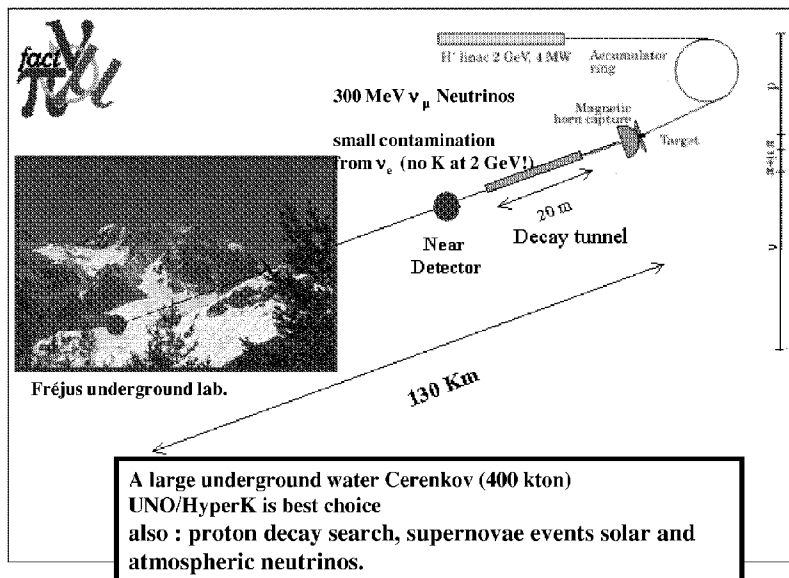 fact
H⁻ linac 2 GeV, 4 MW
Accumulator
ring
300 MeV ν μ Neutrinos
Magnetic
horn capture
Target
small contamination
from ν e (no K at 2 GeV!)
20 m
Decay tunnel
Near
Detector
p
ν
130 Km
Fréjus underground lab.
A large underground water Cerenkov (400 kton)
UNO/HyperK is best choice
also : proton decay search, supernovae events solar and
atmospheric neutrinos.